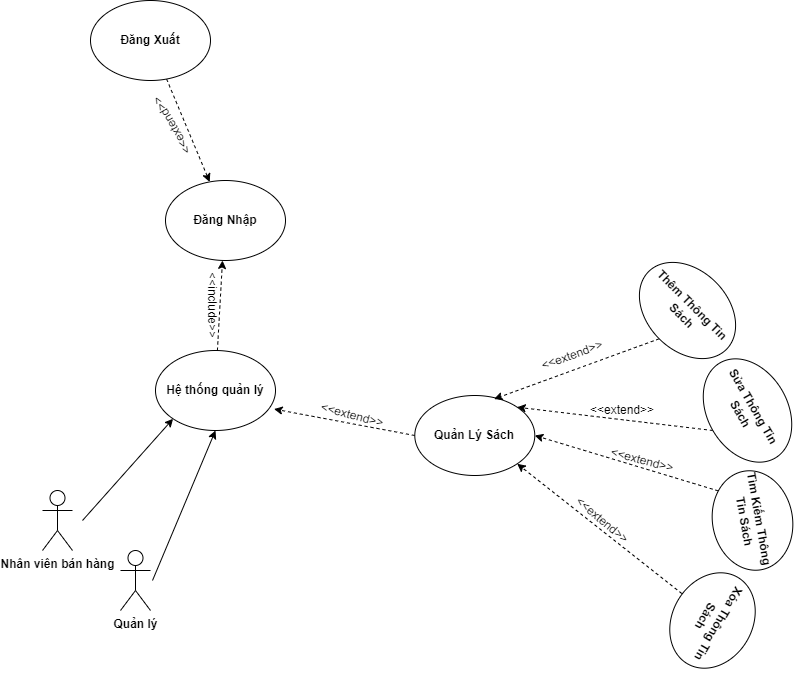 Đăng Xuất
<<extend>>
Đăng Nhập
<<include>>
Hệ thống quản lý
<<extend>>
Quản Lý Sách
<<extend>>
Thêm Thông Tin
Sách
<<extend>>
Sửa Thông Tin
Sách
<<extend>>
Tìm Kiếm Thông
Tin Sách
<<extend>>
Xóa Thông Tin
Sách
Nhân viên bán hàng
Quản lý